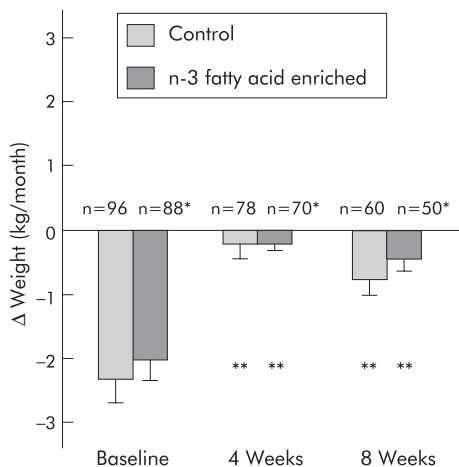 Control
n-3 fatty acid enriched
Δ Weight (kg/month)
3
2
1
0
–1
–2
–3
n=96 n=88* n=78 n=70* n=60 n=50*
** ** ** **
Baseline 4 Weeks 8 Weeks